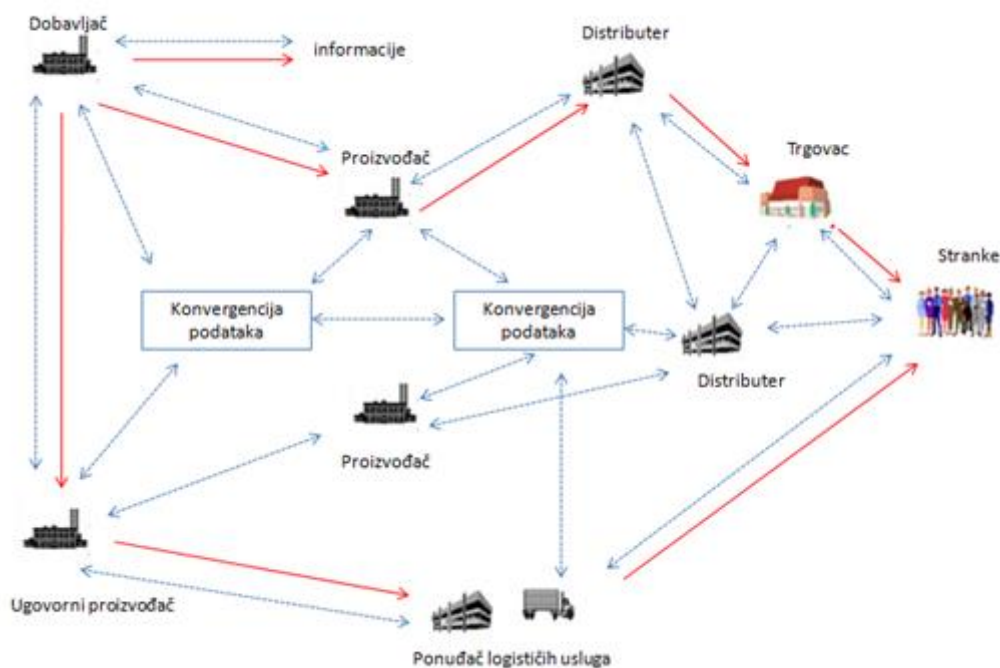 Dobavljač
informacije
Distributer
Proizvođač
Trgovac
Stranke
Konvergencija
podataka
Konvergencija
podataka
Distributer
Proizvođač
Ugovorni proizvođač
Ponuđač logističih usluga